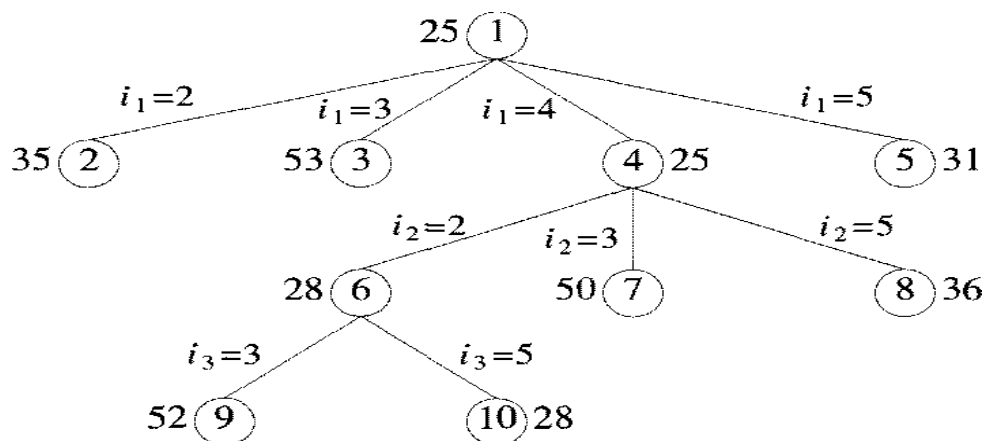 25 1
i₁=2 i₁=3 i₁=4 i₁=5
35 2 53 3 4 25 5 31
i₂=2 i₂=3 i₂=5
28 6 50 7 8 36
i₃=3 i₃=5
52 9 10 28